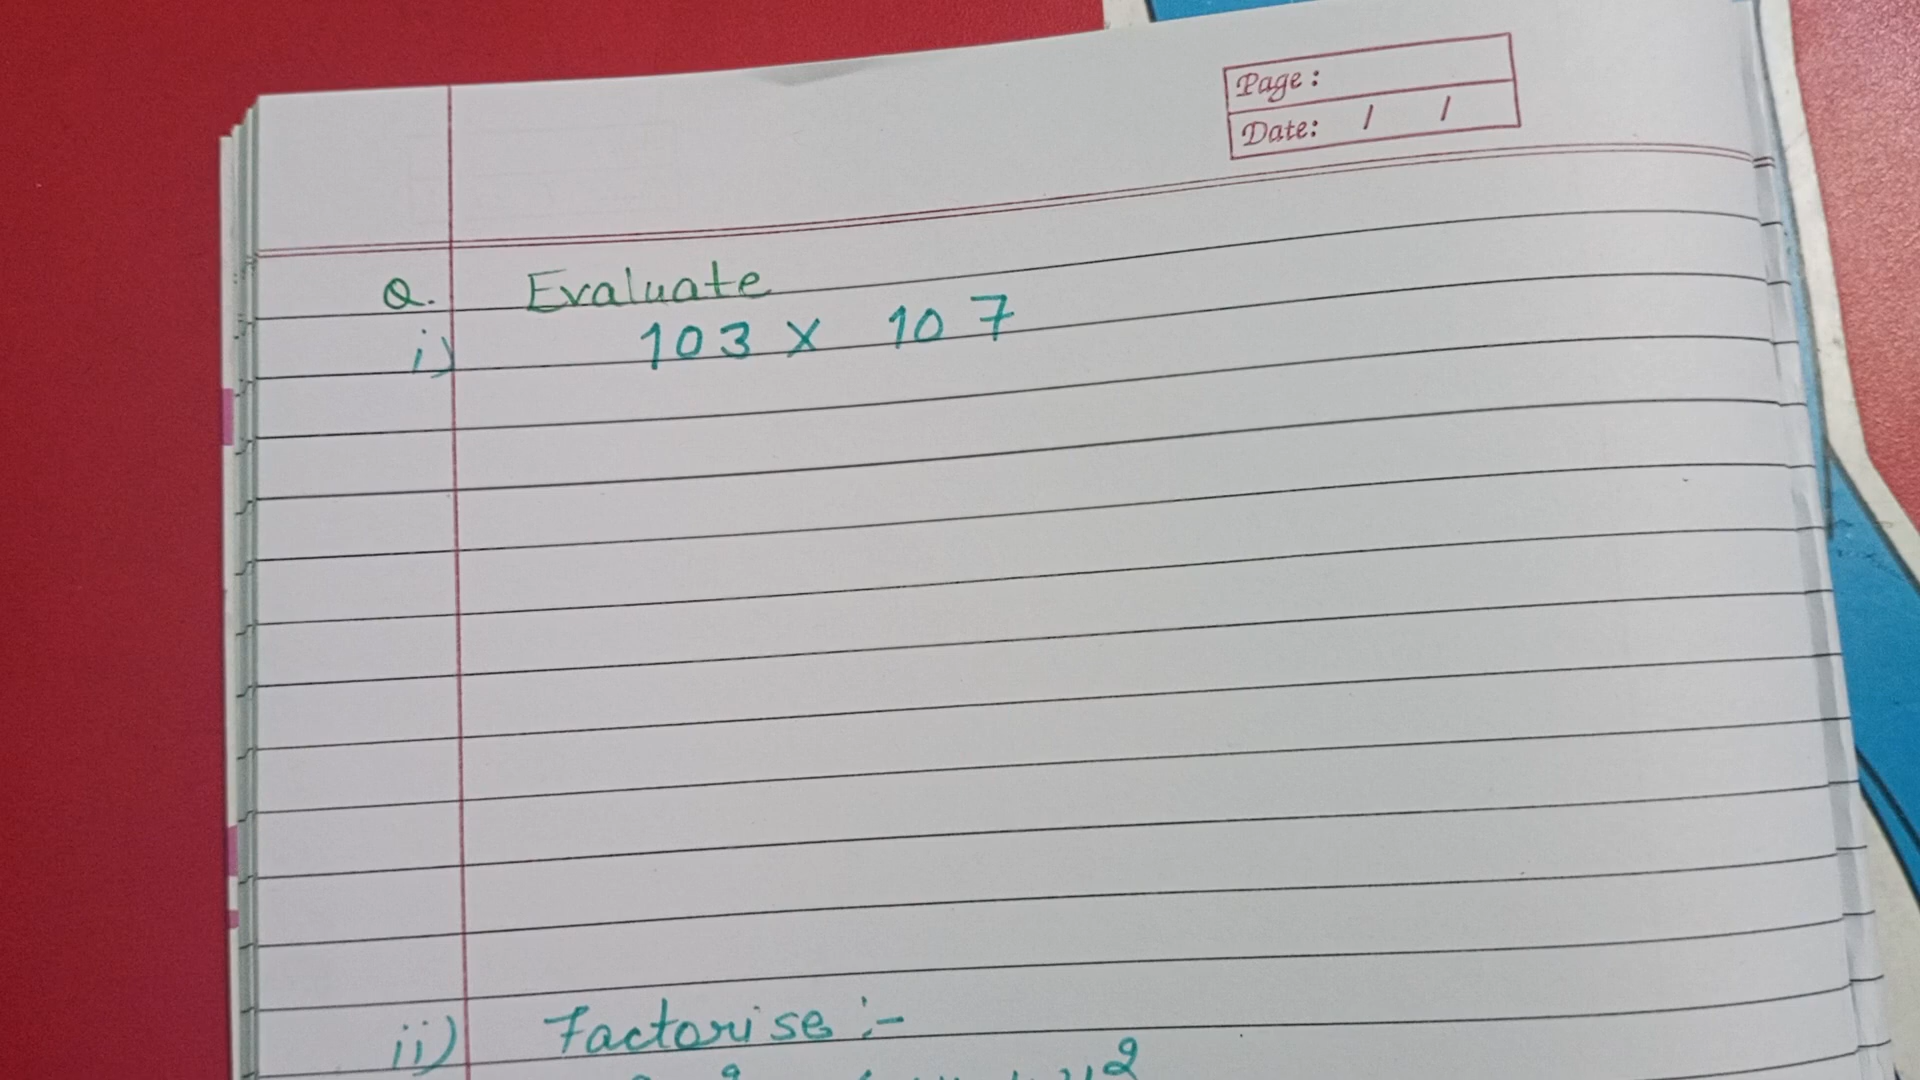 Page:
Date: / /
Q. Evaluate
i) 103 x 107
ii) Factorise :-